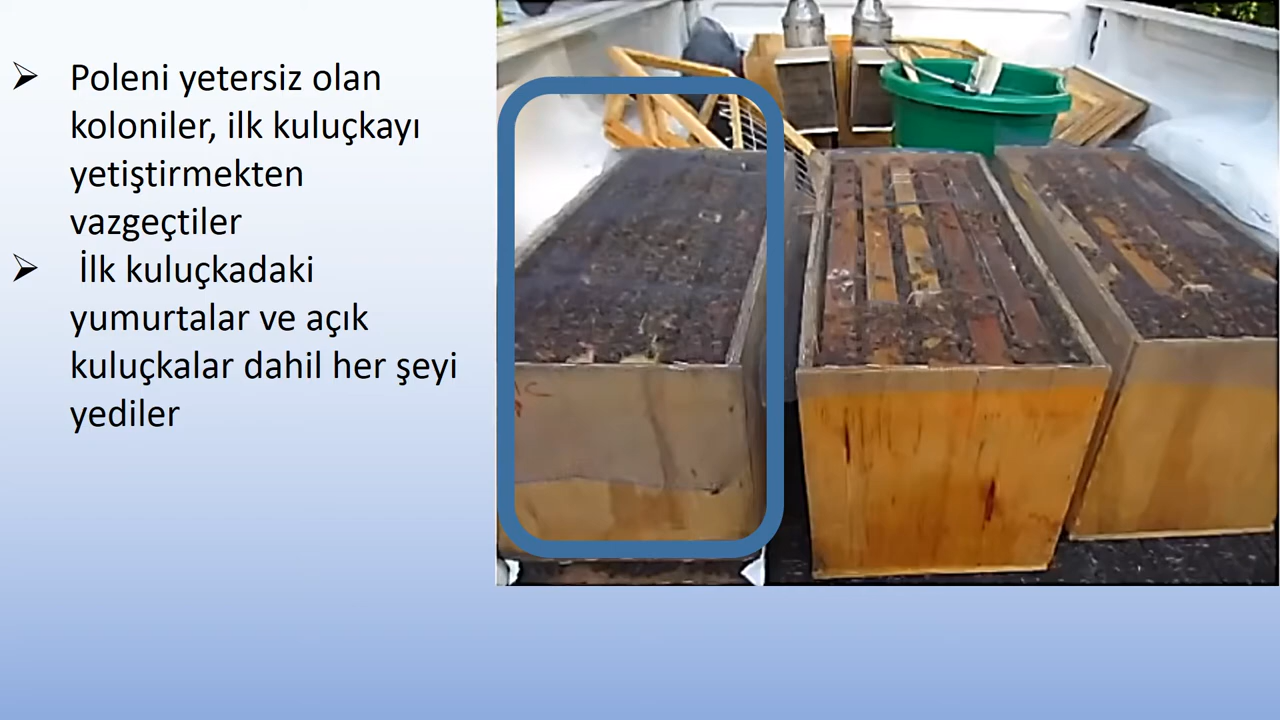 ➢ Poleni yetersiz olan
koloniler, ilk kuluçkayı
yetiştirmekten
vazgeçtiler
➢ İlk kuluçkadaki
yumurtalar ve açık
kuluçkalar dahil her şeyi
yediler